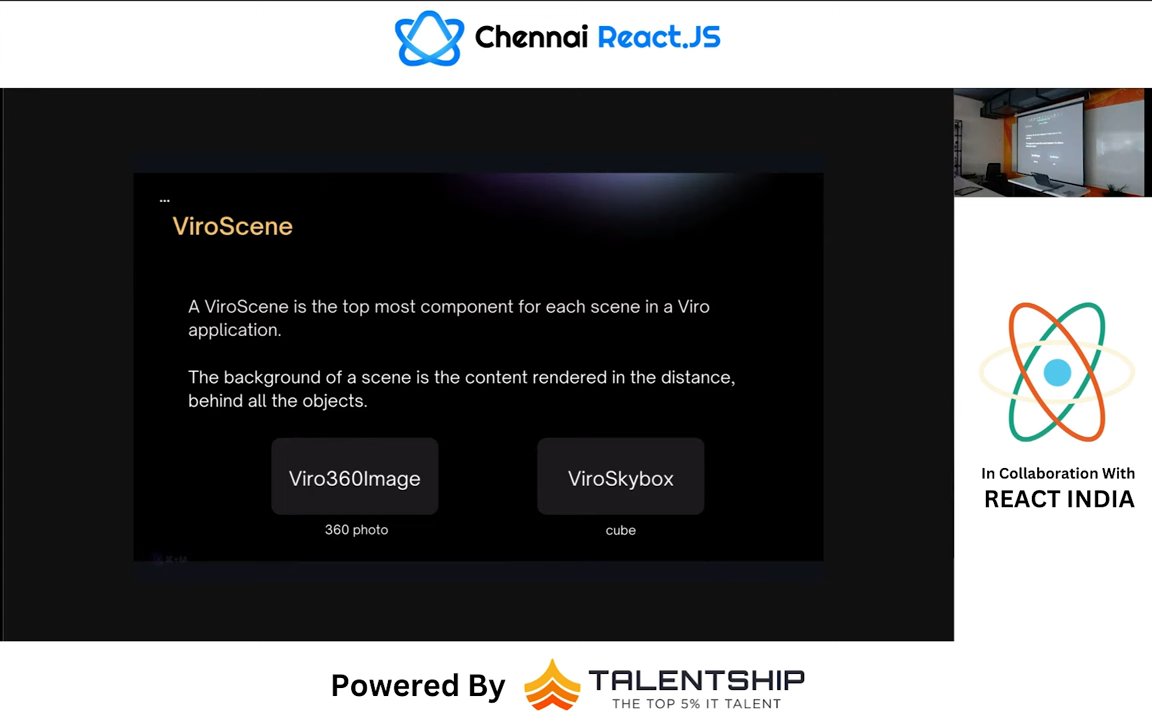 Chennai React.JS
...
ViroScene
A ViroScene is the top most component for each scene in a Viro
application.
The background of a scene is the content rendered in the distance,
behind all the objects.
Viro360Image
ViroSkybox
360 photo
cube
In Collaboration With
REACT INDIA
Powered By
TALENTSHIP
THE TOP 5% IT TALENT